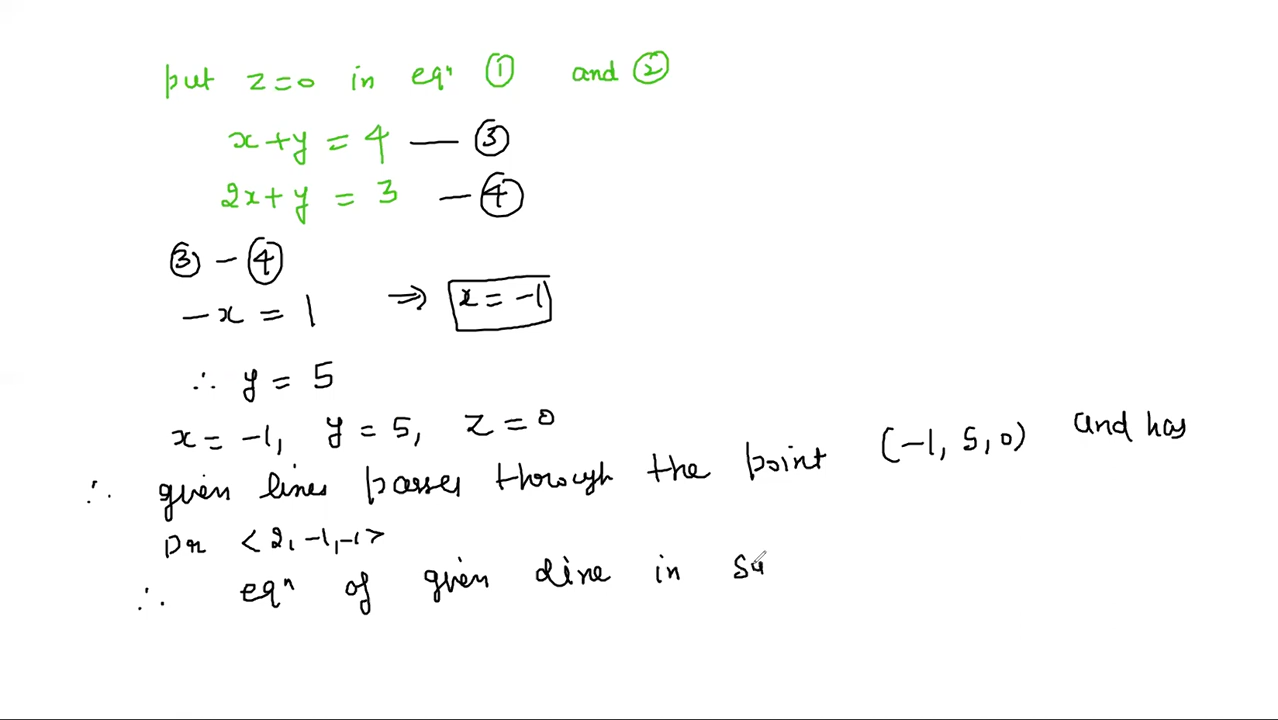 put z=0 in eqⁿ ① and ②
x+y = 4 — ③
2x+y = 3 — ④
③ - ④
-x = 1 ⇒ x = -1
∴ y = 5
x = -1, y = 5, z = 0
∴ given lines passes through the point (-1, 5, 0) and has
Dr <2, -1, -1>
∴ eqⁿ of given line in